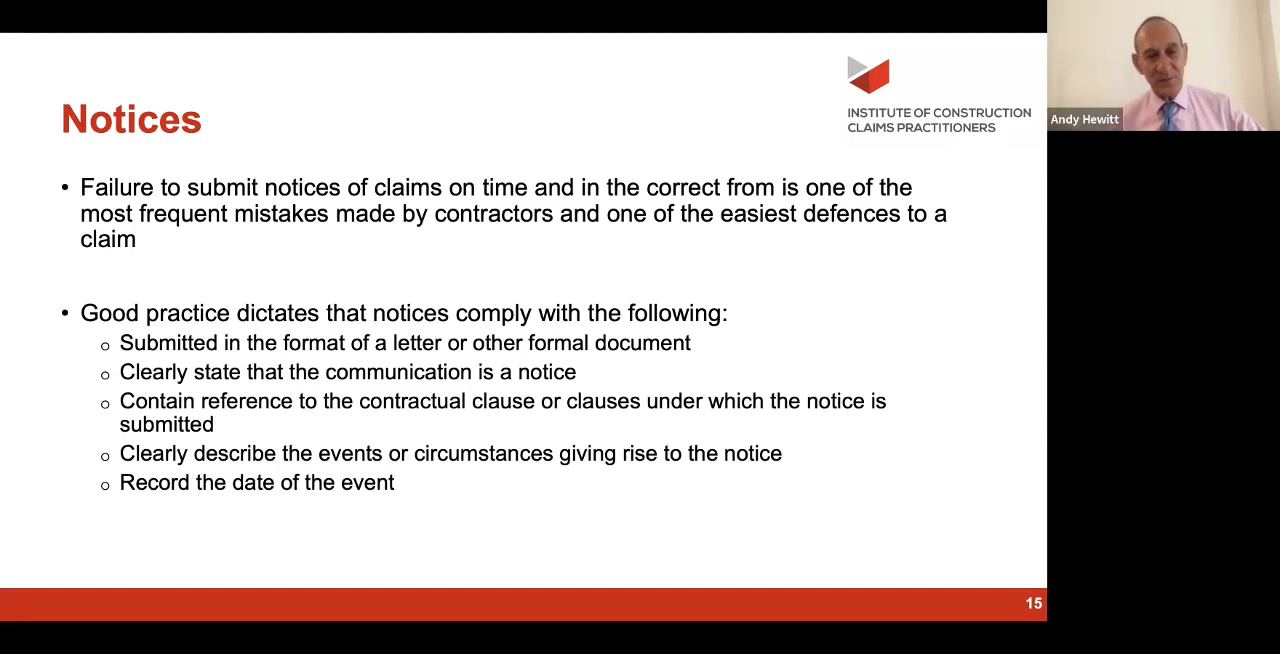 INSTITUTE OF CONSTRUCTION
CLAIMS PRACTITIONERS
Andy Hewitt
Notices
• Failure to submit notices of claims on time and in the correct from is one of the
most frequent mistakes made by contractors and one of the easiest defences to a
claim
• Good practice dictates that notices comply with the following:
o Submitted in the format of a letter or other formal document
o Clearly state that the communication is a notice
o Contain reference to the contractual clause or clauses under which the notice is
submitted
o Clearly describe the events or circumstances giving rise to the notice
o Record the date of the event
15